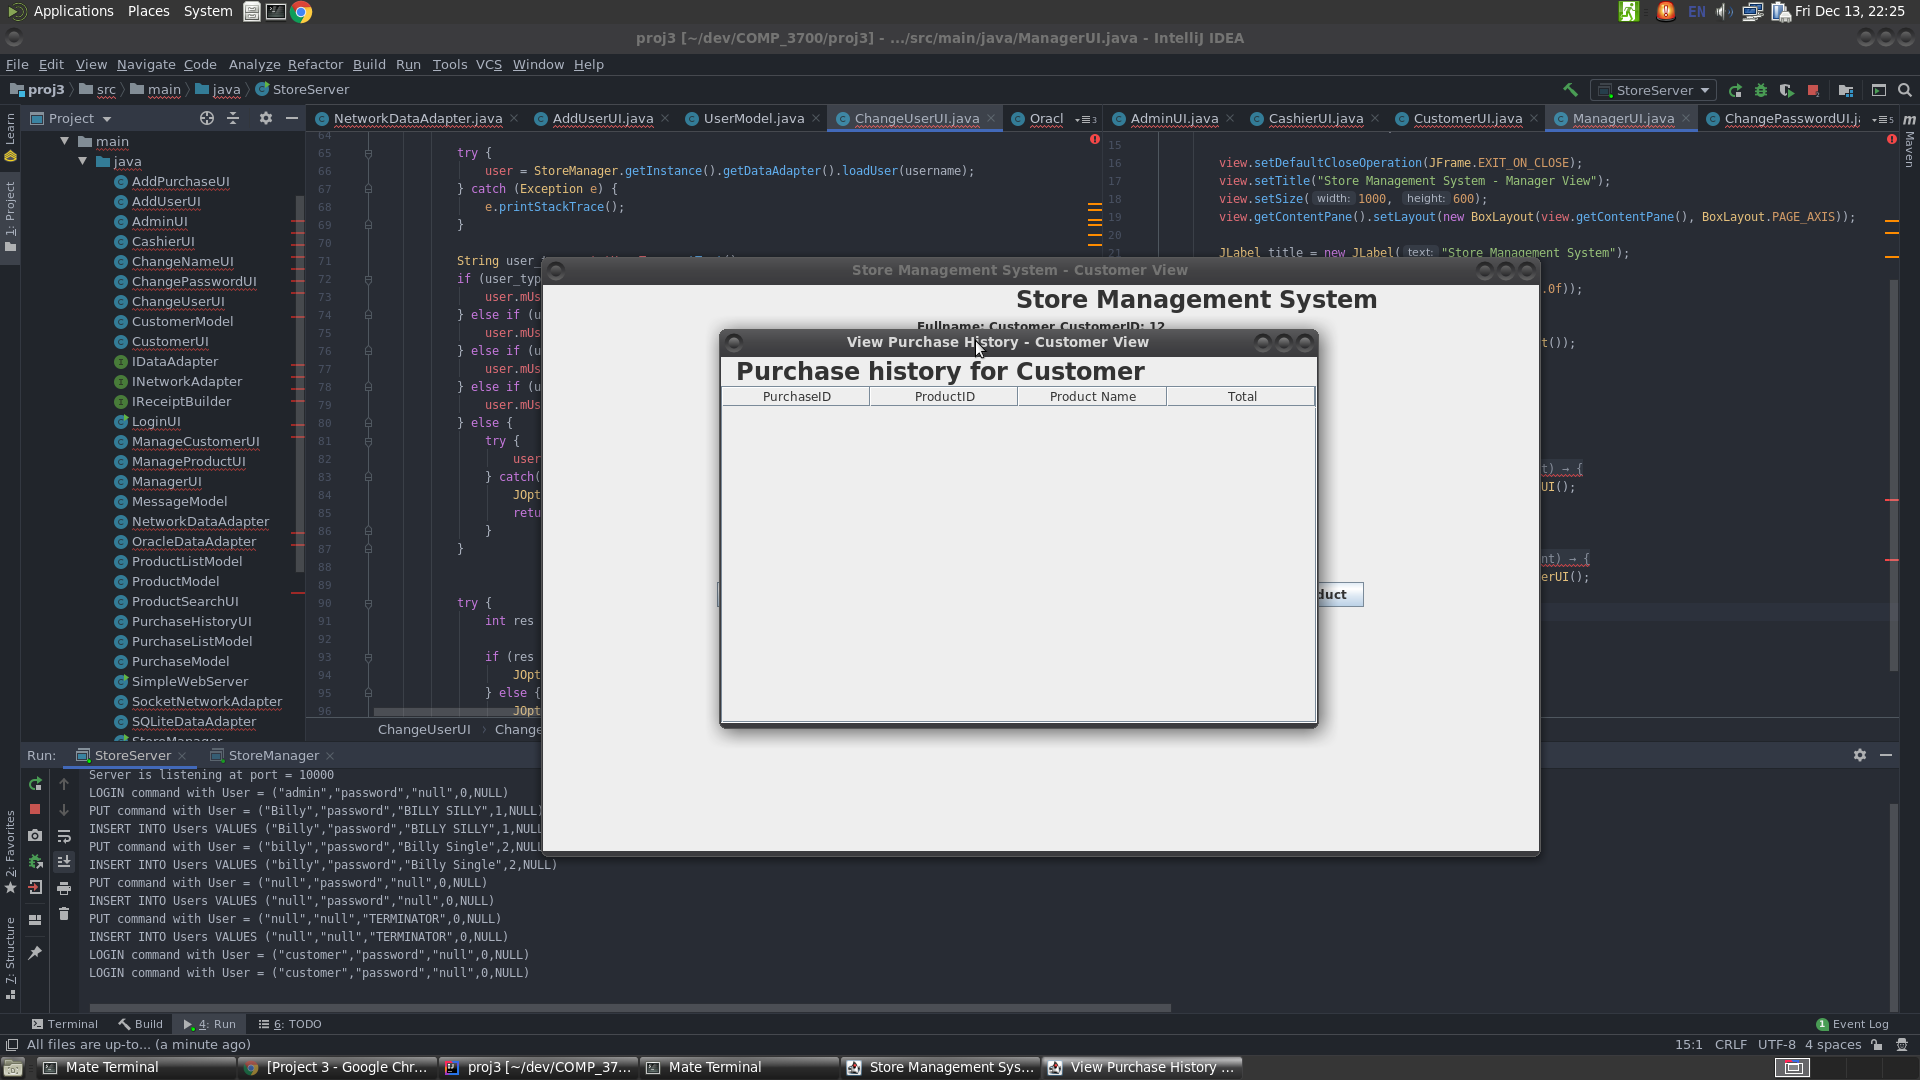 Applications Places System
EN Fri Dec 13, 22:25
proj3 [~/dev/COMP_3700/proj3] - .../src/main/java/ManagerUI.java - IntelliJ IDEA
File Edit View Navigate Code Analyze Refactor Build Run Tools VCS Window Help
proj3 src main java StoreServer
StoreServer
Learn
1: Project
Project
main
java
AddPurchaseUI
AddUserUI
AdminUI
CashierUI
ChangeNameUI
ChangePasswordUI
ChangeUserUI
CustomerModel
CustomerUI
IDataAdapter
INetworkAdapter
IReceiptBuilder
LoginUI
ManageCustomerUI
ManageProductUI
ManagerUI
MessageModel
NetworkDataAdapter
OracleDataAdapter
ProductListModel
ProductModel
ProductSearchUI
PurchaseHistoryUI
PurchaseListModel
PurchaseModel
SimpleWebServer
SocketNetworkAdapter
SQLiteDataAdapter
NetworkDataAdapter.java AddUserUI.java UserModel.java ChangeUserUI.java Oracl
64
65 try {
66 user = StoreManager.getInstance().getDataAdapter().loadUser(username);
67 } catch (Exception e) {
68 e.printStackTrace();
69 }
70
71 String user_
72 if (user_typ
73 user.mUs
74 } else if (u
75 user.mUs
76 } else if (u
77 user.mUs
78 } else if (u
79 user.mUs
80 } else {
81 try {
82 user
83 } catch(
84 JOpt
85 retu
86 }
87 }
88
89
90 try {
91 int res
92
93 if (res
94 JOpt
95 } else {
96 JOpt
ChangeUserUI Change
AdminUI.java CashierUI.java CustomerUI.java ManagerUI.java ChangePasswordUI.j
15
16 view.setDefaultCloseOperation(JFrame.EXIT_ON_CLOSE);
17 view.setTitle("Store Management System - Manager View");
18 view.setSize( width: 1000, height: 600);
19 view.getContentPane().setLayout(new BoxLayout(view.getContentPane(), BoxLayout.PAGE_AXIS));
20
21 JLabel title = new JLabel( text: "Store Management System");
.0f));
t());
t) → {
UI();
nt) → {
erUI();
Maven
Store Management System - Customer View
Store Management System
Fullname: Customer CustomerID: 12
duct
View Purchase History - Customer View
Purchase history for Customer
PurchaseID ProductID Product Name Total
Run: StoreServer StoreManager
Server is listening at port = 10000
LOGIN command with User = ("admin","password","null",0,NULL)
PUT command with User = ("Billy","password","BILLY SILLY",1,NULL)
INSERT INTO Users VALUES ("Billy","password","BILLY SILLY",1,NULL
PUT command with User = ("billy","password","Billy Single",2,NULL
INSERT INTO Users VALUES ("billy","password","Billy Single",2,NULL)
PUT command with User = ("null","password","null",0,NULL)
INSERT INTO Users VALUES ("null","password","null",0,NULL)
PUT command with User = ("null","null","TERMINATOR",0,NULL)
INSERT INTO Users VALUES ("null","null","TERMINATOR",0,NULL)
LOGIN command with User = ("customer","password","null",0,NULL)
LOGIN command with User = ("customer","password","null",0,NULL)
2: Favorites
7: Structure
Terminal Build 4: Run 6: TODO
1 Event Log
All files are up-to... (a minute ago)
15:1 CRLF UTF-8 4 spaces
Mate Terminal [Project 3 - Google Chr... proj3 [~/dev/COMP_37... Mate Terminal Store Management Sys... View Purchase History ...